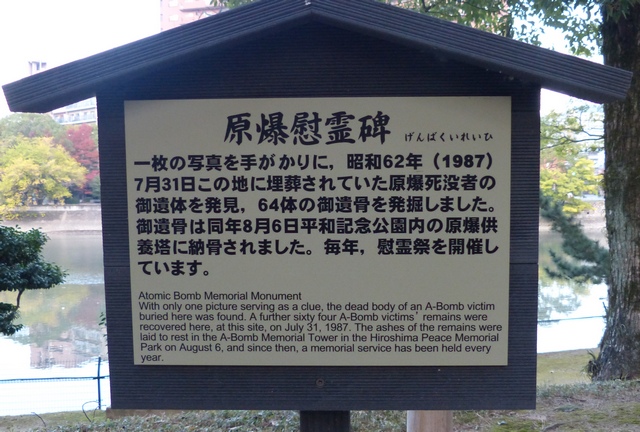 原爆慰霊碑 げんばくいれいひ
一枚の写真を手がかりに，昭和62年（1987）
7月31日この地に埋葬されていた原爆死没者の
御遺体を発見，64体の御遺骨を発掘しました。
御遺骨は同年8月6日平和記念公園内の原爆供
養塔に納骨されました。毎年，慰霊祭を開催し
ています。
Atomic Bomb Memorial Monument
With only one picture serving as a clue, the dead body of an A-Bomb victim
buried here was found. A further sixty four A-Bomb victims' remains were
recovered here, at this site, on July 31, 1987. The ashes of the remains were
laid to rest in the A-Bomb Memorial Tower in the Hiroshima Peace Memorial
Park on August 6, and since then, a memorial service has been held every
year.